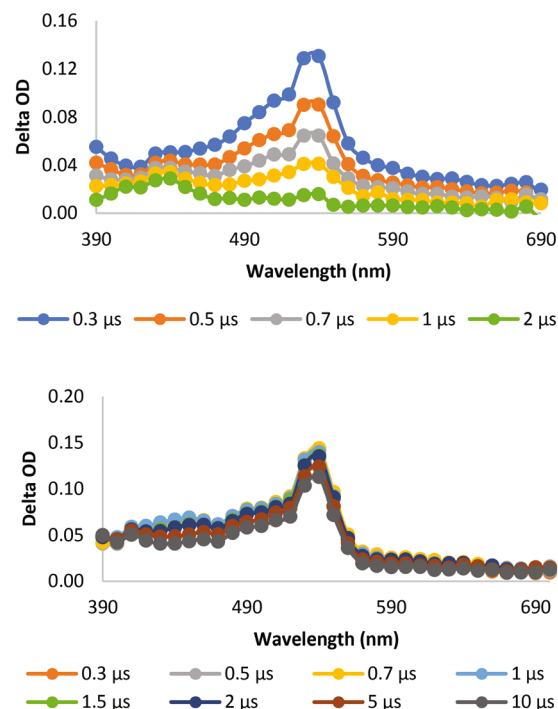 0.16
0.12
0.08
0.04
0.00
Delta OD
390 490 590 690
Wavelength (nm)
0.3 µs 0.5 µs 0.7 µs 1 µs 2 µs
0.20
0.15
0.10
0.05
0.00
Delta OD
390 490 590 690
Wavelength (nm)
0.3 µs 0.5 µs 0.7 µs 1 µs
1.5 µs 2 µs 5 µs 10 µs